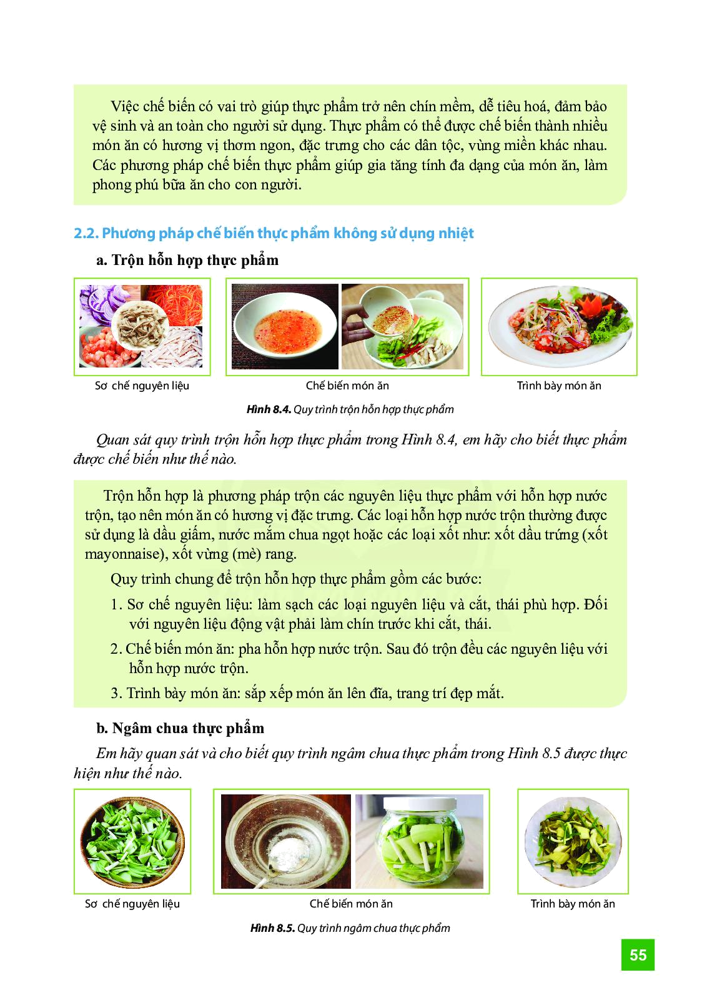 Việc chế biến có vai trò giúp thực phẩm trở nên chín mềm, dễ tiêu hoá, đảm bảo
vệ sinh và an toàn cho người sử dụng. Thực phẩm có thể được chế biến thành nhiều
món ăn có hương vị thơm ngon, đặc trưng cho các dân tộc, vùng miền khác nhau.
Các phương pháp chế biến thực phẩm giúp gia tăng tính đa dạng của món ăn, làm
phong phú bữa ăn cho con người.
2.2. Phương pháp chế biến thực phẩm không sử dụng nhiệt
a. Trộn hỗn hợp thực phẩm
Sơ chế nguyên liệu
Chế biến món ăn
Trình bày món ăn
Hình 8.4. Quy trình trộn hỗn hợp thực phẩm
Quan sát quy trình trộn hỗn hợp thực phẩm trong Hình 8.4, em hãy cho biết thực phẩm
được chế biến như thế nào.
Trộn hỗn hợp là phương pháp trộn các nguyên liệu thực phẩm với hỗn hợp nước
trộn, tạo nên món ăn có hương vị đặc trưng. Các loại hỗn hợp nước trộn thường được
sử dụng là dầu giấm, nước mắm chua ngọt hoặc các loại xốt như: xốt dầu trứng (xốt
mayonnaise), xốt vừng (mè) rang.
Quy trình chung để trộn hỗn hợp thực phẩm gồm các bước:
1. Sơ chế nguyên liệu: làm sạch các loại nguyên liệu và cắt, thái phù hợp. Đối
với nguyên liệu động vật phải làm chín trước khi cắt, thái.
2. Chế biến món ăn: pha hỗn hợp nước trộn. Sau đó trộn đều các nguyên liệu với
hỗn hợp nước trộn.
3. Trình bày món ăn: sắp xếp món ăn lên đĩa, trang trí đẹp mắt.
b. Ngâm chua thực phẩm
Em hãy quan sát và cho biết quy trình ngâm chua thực phẩm trong Hình 8.5 được thực
hiện như thế nào.
Sơ chế nguyên liệu
Chế biến món ăn
Trình bày món ăn
Hình 8.5. Quy trình ngâm chua thực phẩm
55